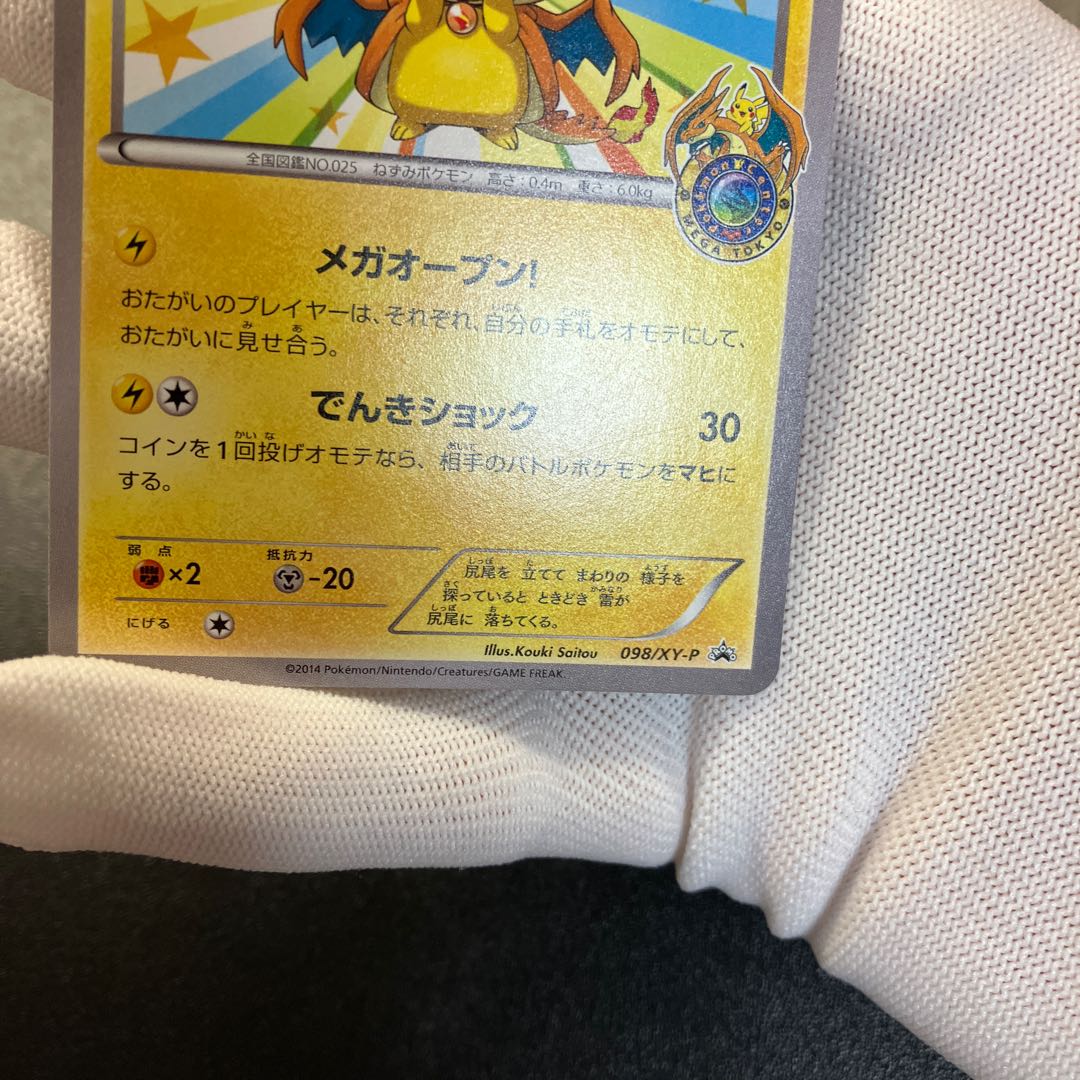 全国図鑑NO.025 ねずみポケモン 高さ:0.4m 重さ:6.0kg
Pokémon Center
MEGA TOKYO
メガオープン!
おたがいのプレイヤーは、それぞれ、自分の手札をオモテにして、
おたがいに見せ合う。
でんきショック 30
コインを1回投げオモテなら、相手のバトルポケモンをマヒに
する。
弱点 抵抗力
×2 -20
にげる
尻尾を 立てて まわりの 様子を
探っていると ときどき 雷が
尻尾に 落ちてくる。
Illus.Kouki Saitou 098/XY-P
©2014 Pokémon/Nintendo/Creatures/GAME FREAK.